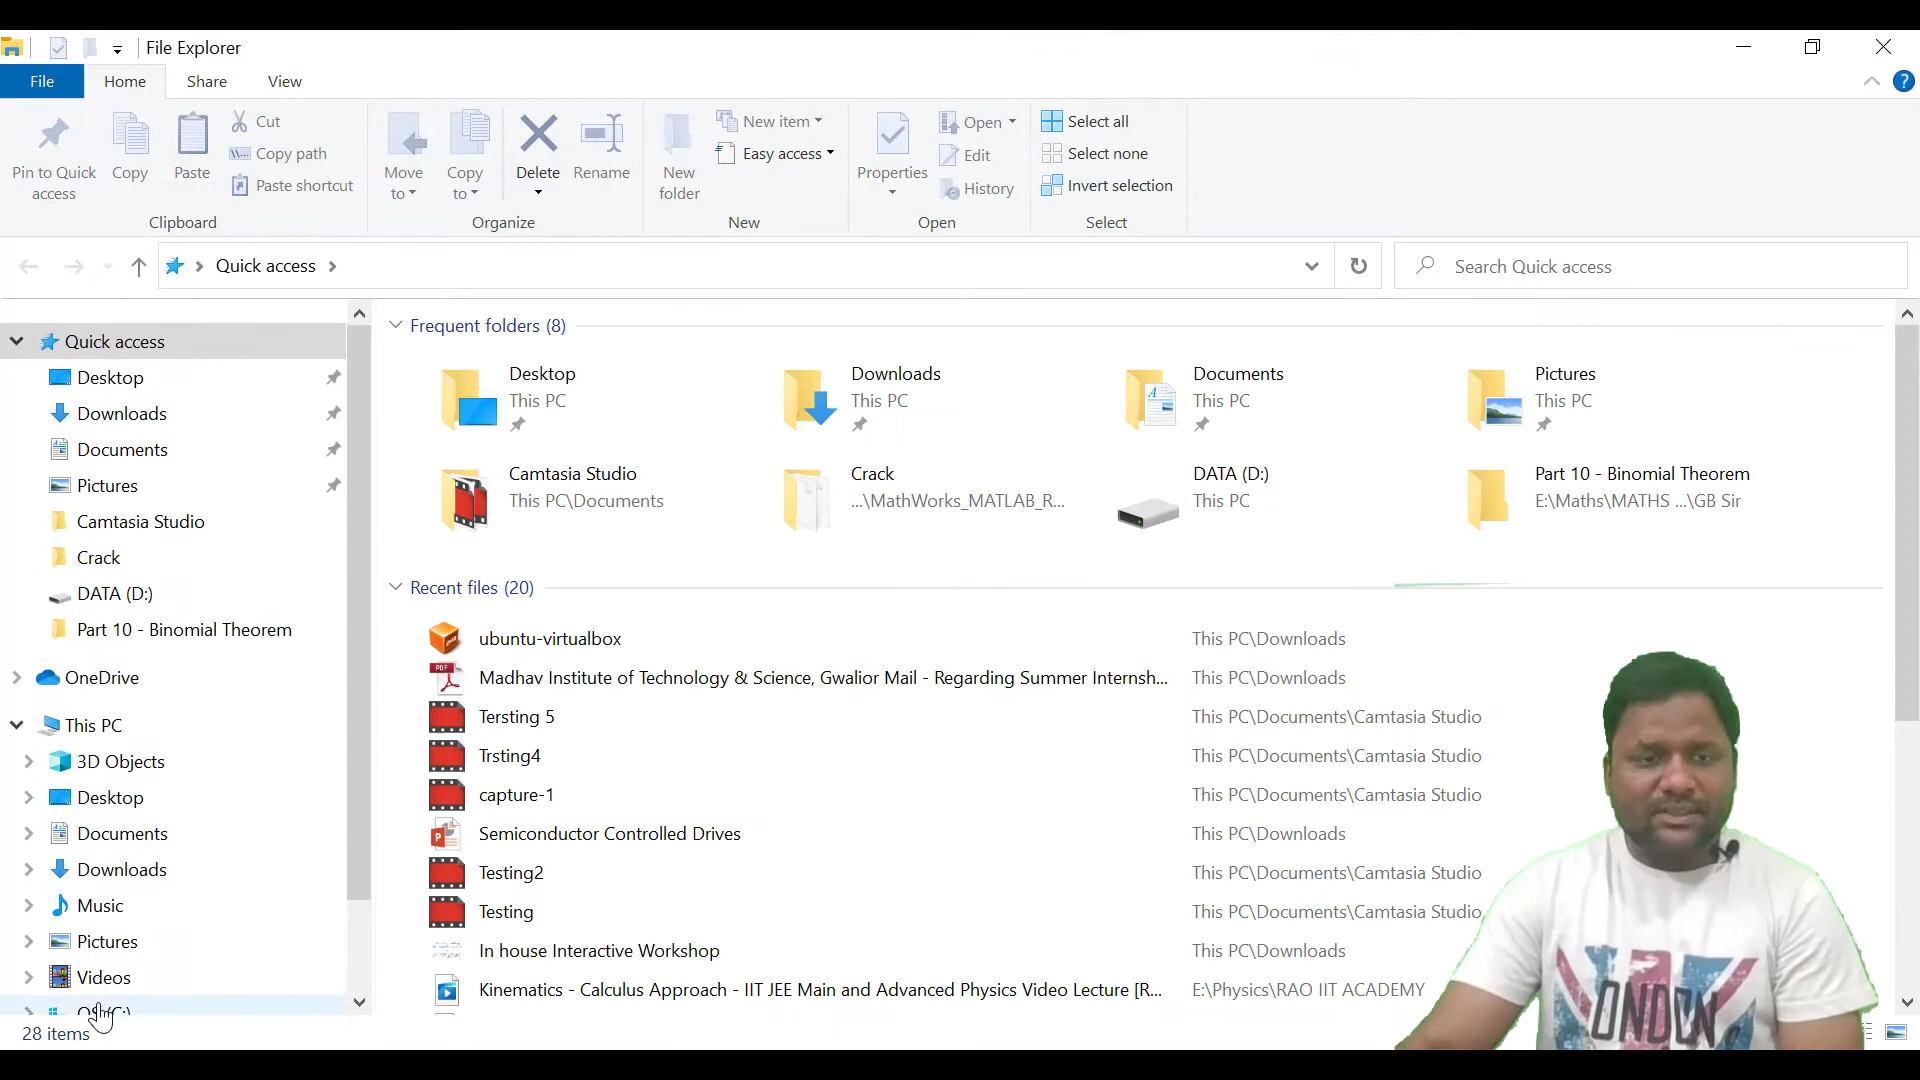 File Explorer
File Home Share View
Pin to Quick access
Copy
Paste
Cut
Copy path
Paste shortcut
Clipboard
Move to
Copy to
Delete
Rename
Organize
New folder
New item
Easy access
New
Properties
Open
Edit
History
Open
Select all
Select none
Invert selection
Select
Quick access
Search Quick access
Quick access
Desktop
Downloads
Documents
Pictures
Camtasia Studio
Crack
DATA (D:)
Part 10 - Binomial Theorem
OneDrive
This PC
3D Objects
Desktop
Documents
Downloads
Music
Pictures
Videos
28 items
Frequent folders (8)
Desktop
This PC
Downloads
This PC
Documents
This PC
Pictures
This PC
Camtasia Studio
This PC\Documents
Crack
...\MathWorks_MATLAB_R...
DATA (D:)
This PC
Part 10 - Binomial Theorem
E:\Maths\MATHS ...\GB Sir
Recent files (20)
ubuntu-virtualbox This PC\Downloads
Madhav Institute of Technology & Science, Gwalior Mail - Regarding Summer Internsh... This PC\Downloads
Tersting 5 This PC\Documents\Camtasia Studio
Trsting4 This PC\Documents\Camtasia Studio
capture-1 This PC\Documents\Camtasia Studio
Semiconductor Controlled Drives This PC\Downloads
Testing2 This PC\Documents\Camtasia Studio
Testing This PC\Documents\Camtasia Studio
In house Interactive Workshop This PC\Downloads
Kinematics - Calculus Approach - IIT JEE Main and Advanced Physics Video Lecture [R... E:\Physics\RAO IIT ACADEMY
ONDON